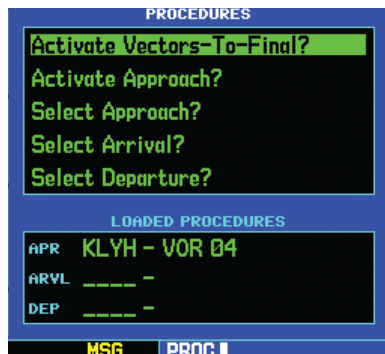 PROCEDURES
Activate Vectors-To-Final?
Activate Approach?
Select Approach?
Select Arrival?
Select Departure?
LOADED PROCEDURES
APR KLYH - VOR 04
ARVL ____ -
DEP ____ -
MSG PROC